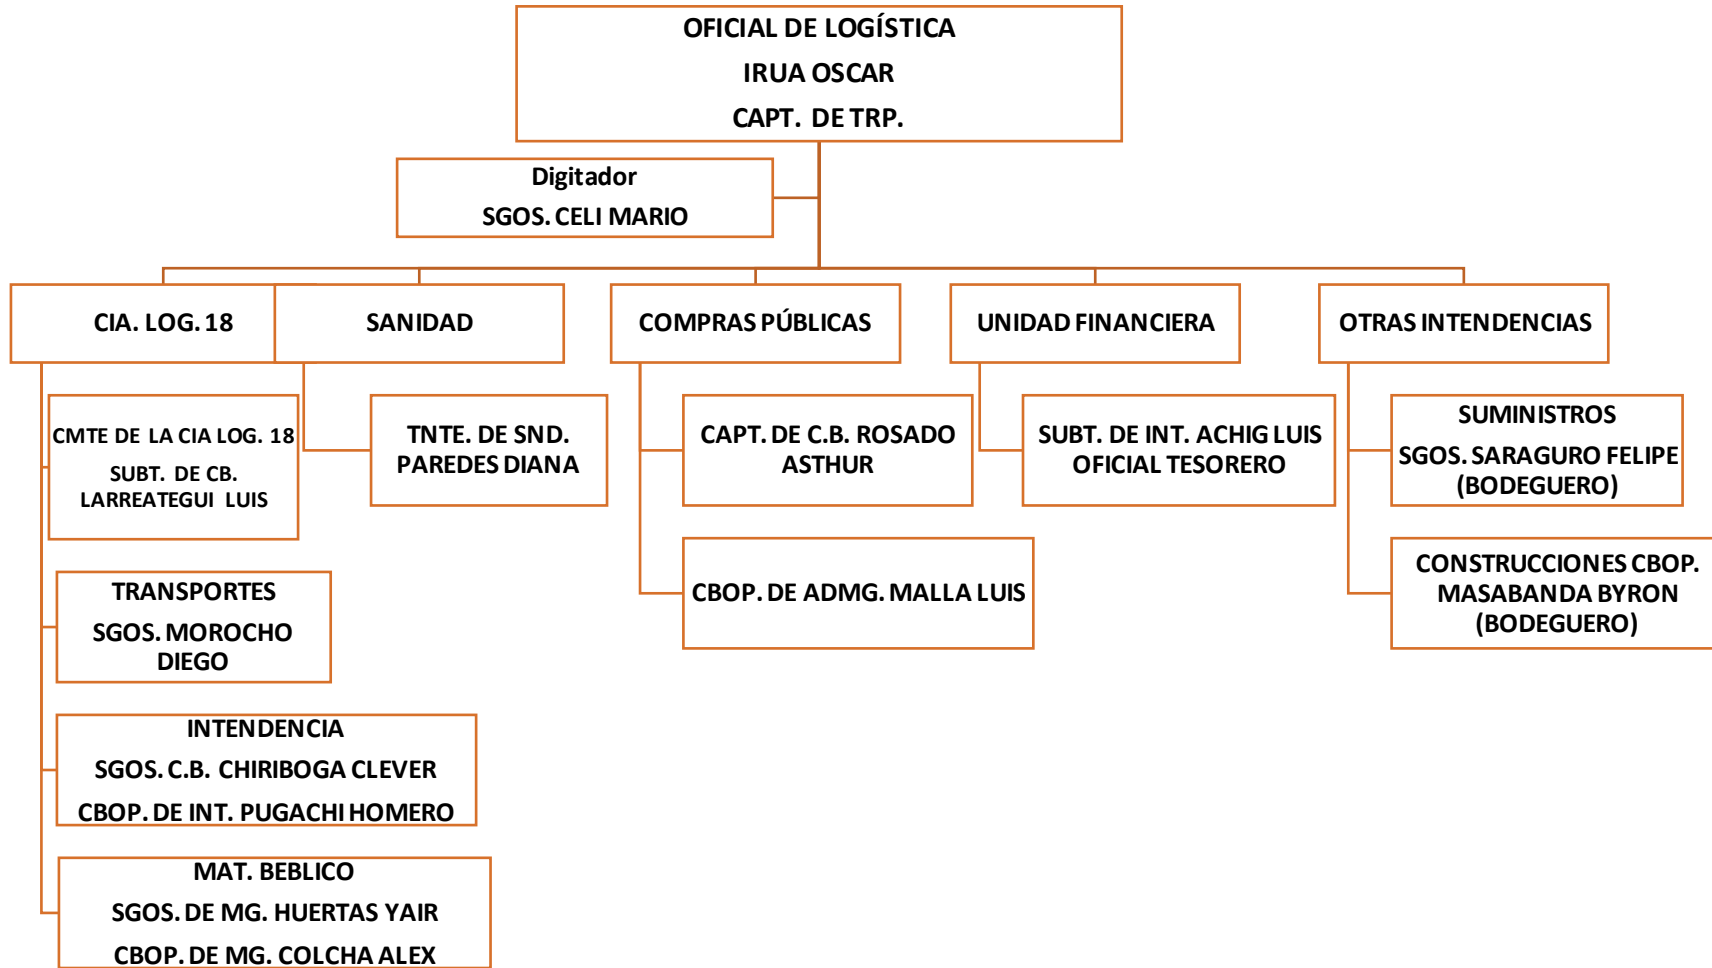 OFICIAL DE LOGÍSTICA
IRUA OSCAR
CAPT. DE TRP.
Digitador
SGOS. CELI MARIO
CIA. LOG. 18
SANIDAD
COMPRAS PÚBLICAS
UNIDAD FINANCIERA
OTRAS INTENDENCIAS
CMTE DE LA CIA LOG. 18
SUBT. DE CB.
LARREATEGUI LUIS
TRANSPORTES
SGOS. MOROCHO
DIEGO
INTENDENCIA
SGOS. C.B. CHIRIBOGA CLEVER
CBOP. DE INT. PUGACHI HOMERO
MAT. BEBLICO
SGOS. DE MG. HUERTAS YAIR
CBOP. DE MG. COLCHA ALEX
TNTE. DE SND.
PAREDES DIANA
CAPT. DE C.B. ROSADO
ASTHUR
CBOP. DE ADMG. MALLA LUIS
SUBT. DE INT. ACHIG LUIS
OFICIAL TESORERO
SUMINISTROS
SGOS. SARAGURO FELIPE
(BODEGUERO)
CONSTRUCCIONES CBOP.
MASABANDA BYRON
(BODEGUERO)